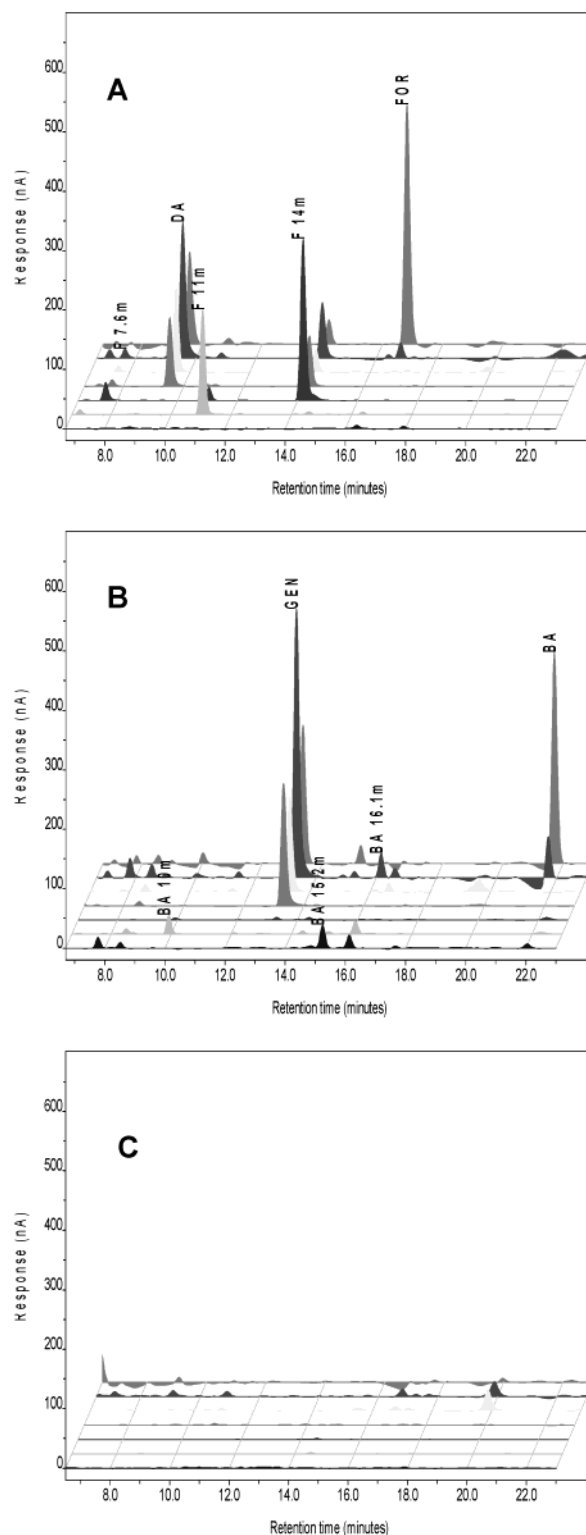 A
Response (nA)
600
500
400
300
200
100
0
FOR
DA
F 14m
F 11m
F 7.6m
8.0 10.0 12.0 14.0 16.0 18.0 20.0 22.0
Retention time (minutes)
B
Response (nA)
600
500
400
300
200
100
0
GEN
BA
BA 16.1m
BA 10m
BA 15.2m
8.0 10.0 12.0 14.0 16.0 18.0 20.0 22.0
Retention time (minutes)
C
Response (nA)
600
500
400
300
200
100
0
8.0 10.0 12.0 14.0 16.0 18.0 20.0 22.0
Retention time (minutes)